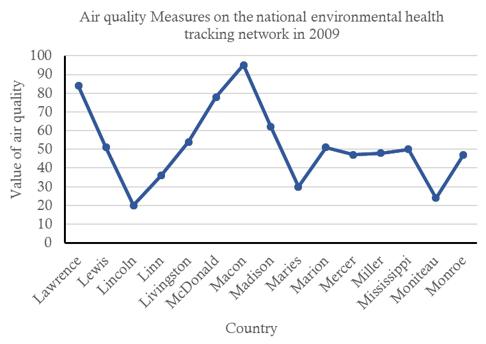 Air quality Measures on the national environmental health
tracking network in 2009
Value of air quality
100
90
80
70
60
50
40
30
20
10
0
Lawrence
Lewis
Lincoln
Linn
Livingston
McDonald
Macon
Madison
Maries
Marion
Mercer
Miller
Mississippi
Moniteau
Monroe
Country